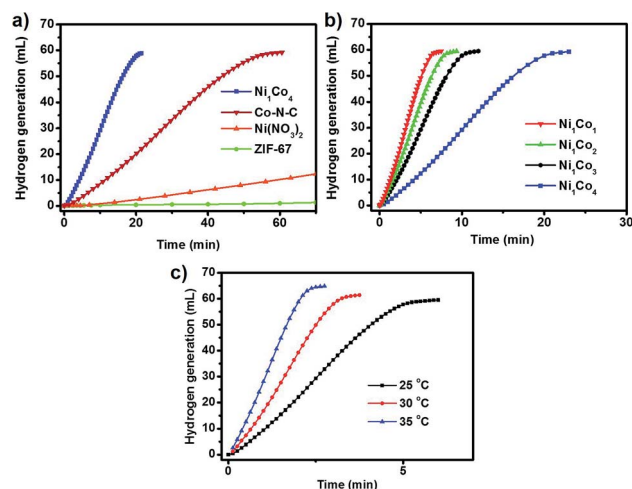 a)
Hydrogen generation (mL)
70
60
50
40
30
20
10
0
Ni₁Co₄
Co-N-C
Ni(NO₃)₂
ZIF-67
0 20 40 60
Time (min)
b)
Hydrogen generation (mL)
70
60
50
40
30
20
10
0
Ni₁Co₁
Ni₁Co₂
Ni₁Co₃
Ni₁Co₄
0 10 20 30
Time (min)
c)
Hydrogen generation (mL)
70
60
50
40
30
20
10
0
25 °C
30 °C
35 °C
0 5
Time (min)